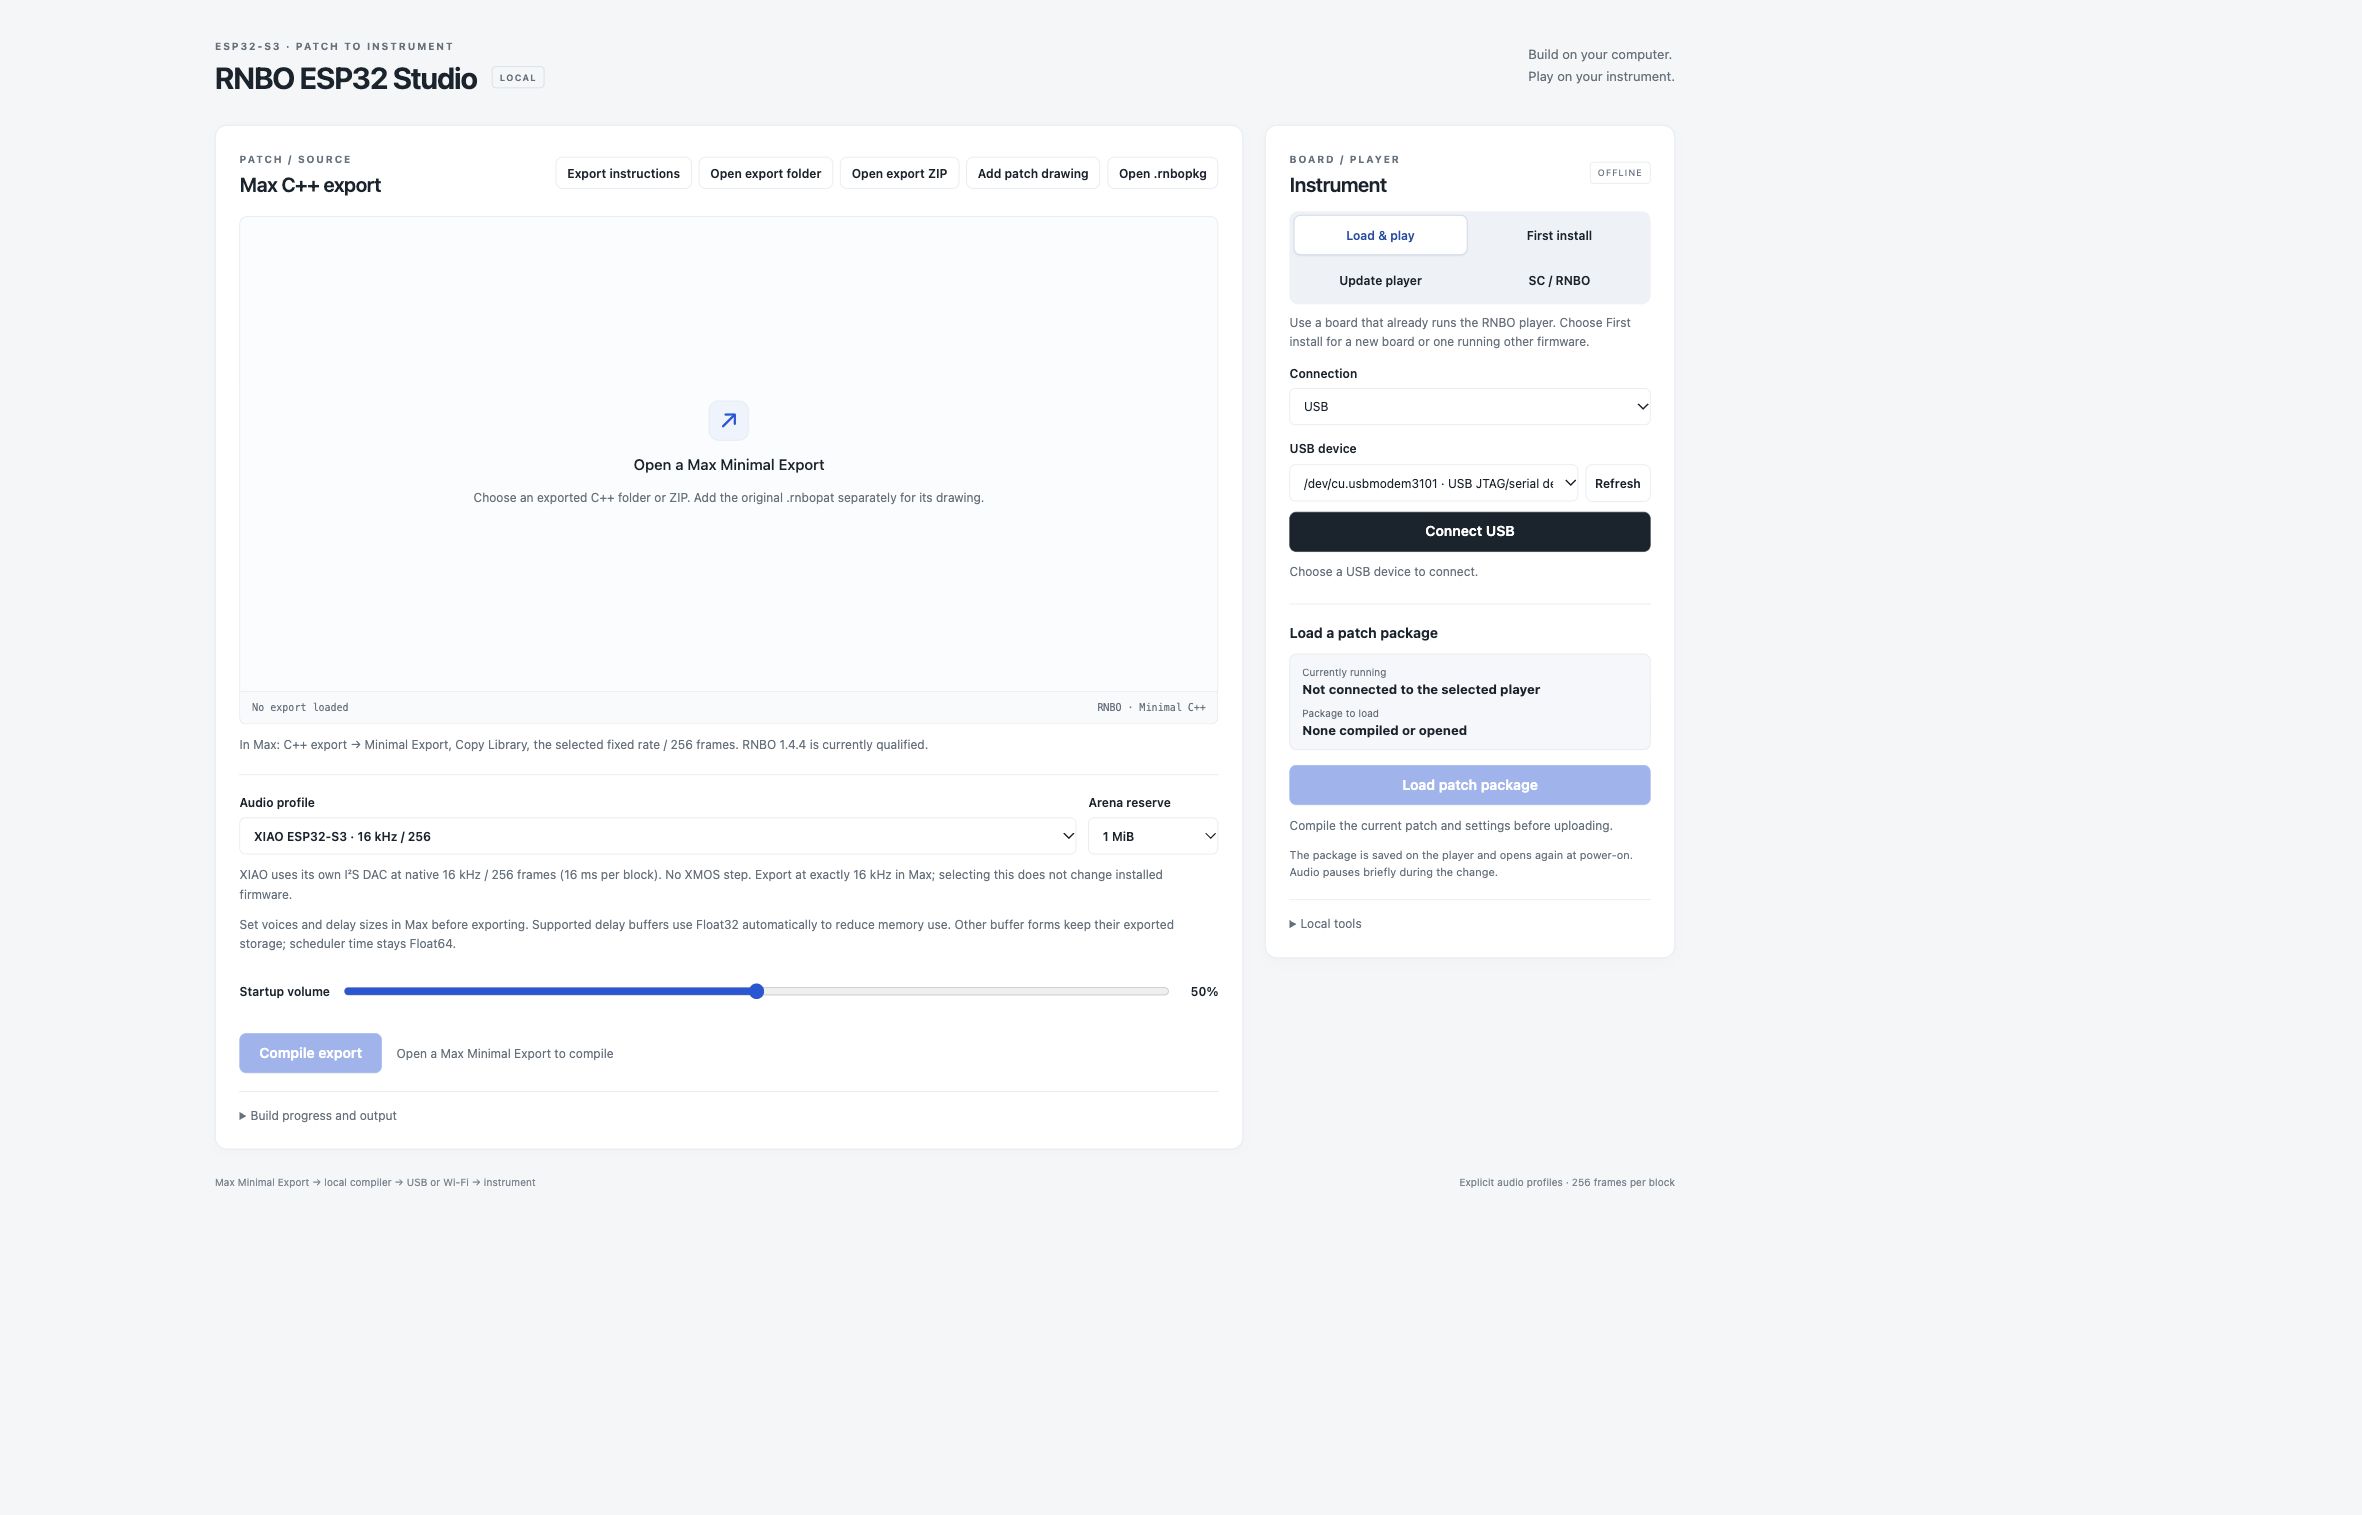 ESP32-S3 · PATCH TO INSTRUMENT
RNBO ESP32 Studio
LOCAL
Build on your computer.
Play on your instrument.
PATCH / SOURCE
Max C++ export
Export instructions
Open export folder
Open export ZIP
Add patch drawing
Open .rnbopkg
Open a Max Minimal Export
Choose an exported C++ folder or ZIP. Add the original .rnbopat separately for its drawing.
No export loaded
RNBO · Minimal C++
In Max: C++ export → Minimal Export, Copy Library, the selected fixed rate / 256 frames. RNBO 1.4.4 is currently qualified.
Audio profile
Arena reserve
XIAO ESP32-S3 · 16 kHz / 256
1 MiB
XIAO uses its own I²S DAC at native 16 kHz / 256 frames (16 ms per block). No XMOS step. Export at exactly 16 kHz in Max; selecting this does not change installed
firmware.
Set voices and delay sizes in Max before exporting. Supported delay buffers use Float32 automatically to reduce memory use. Other buffer forms keep their exported
storage; scheduler time stays Float64.
Startup volume
50%
Compile export
Open a Max Minimal Export to compile
▶ Build progress and output
BOARD / PLAYER
Instrument
OFFLINE
Load & play
First install
Update player
SC / RNBO
Use a board that already runs the RNBO player. Choose First
install for a new board or one running other firmware.
Connection
USB
USB device
/dev/cu.usbmodem3101 · USB JTAG/serial de
Refresh
Connect USB
Choose a USB device to connect.
Load a patch package
Currently running
Not connected to the selected player
Package to load
None compiled or opened
Load patch package
Compile the current patch and settings before uploading.
The package is saved on the player and opens again at power-on.
Audio pauses briefly during the change.
▶ Local tools
Max Minimal Export → local compiler → USB or Wi-Fi → instrument
Explicit audio profiles · 256 frames per block